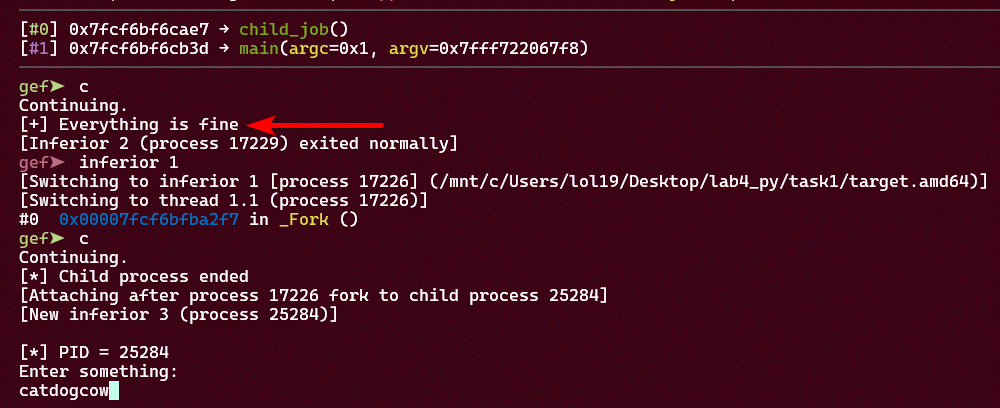 [#0] 0x7fcf6bf6cae7 → child_job()
[#1] 0x7fcf6bf6cb3d → main(argc=0x1, argv=0x7fff722067f8)
gef➤  c
Continuing.
[+] Everything is fine
[Inferior 2 (process 17229) exited normally]
gef➤  inferior 1
[Switching to inferior 1 [process 17226] (/mnt/c/Users/lol19/Desktop/lab4_py/task1/target.amd64)]
[Switching to thread 1.1 (process 17226)]
#0  0x00007fcf6bfba2f7 in _Fork ()
gef➤  c
Continuing.
[*] Child process ended
[Attaching after process 17226 fork to child process 25284]
[New inferior 3 (process 25284)]
[*] PID = 25284
Enter something:
catdogcow